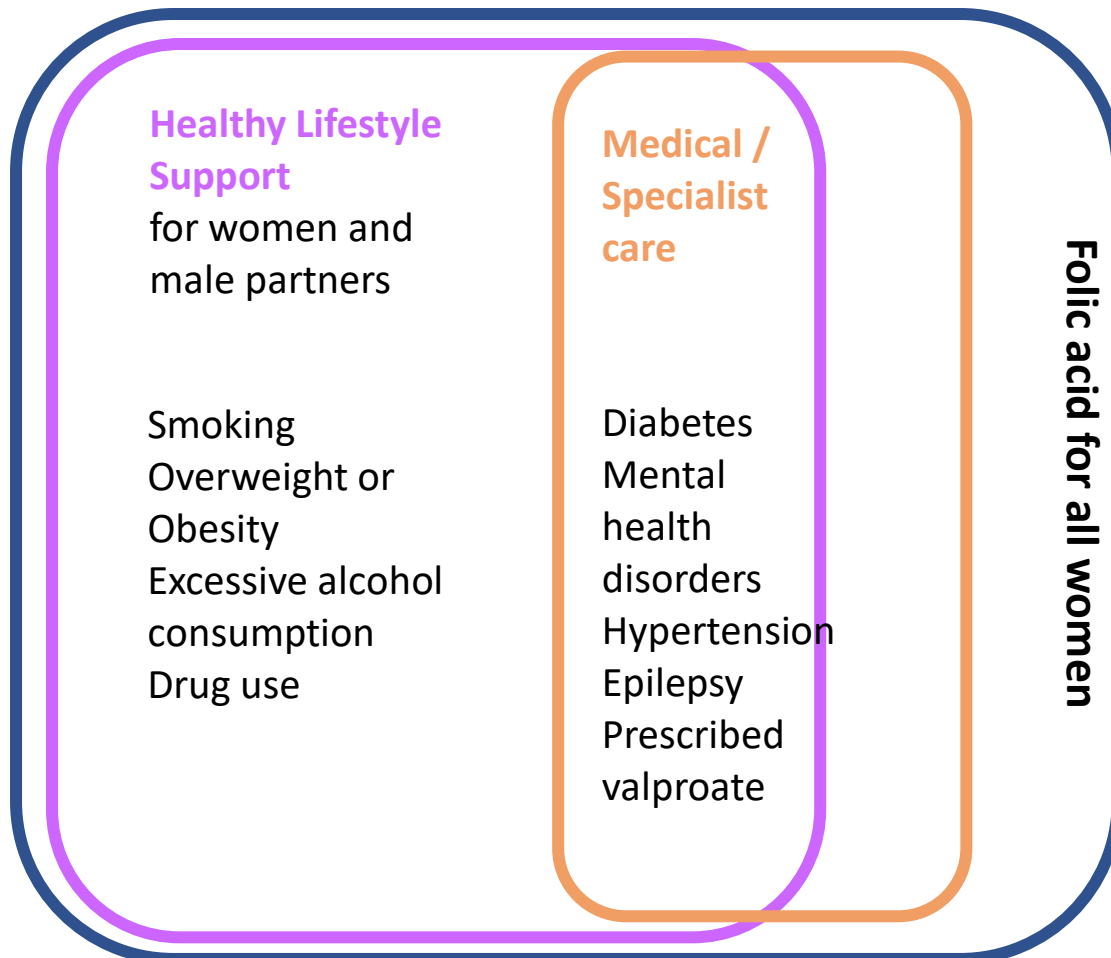 Healthy Lifestyle
Support
for women and
male partners
Smoking
Overweight or
Obesity
Excessive alcohol
consumption
Drug use
Medical /
Specialist
care
Diabetes
Mental
health
disorders
Hypertension
Epilepsy
Prescribed
valproate
Folic acid for all women